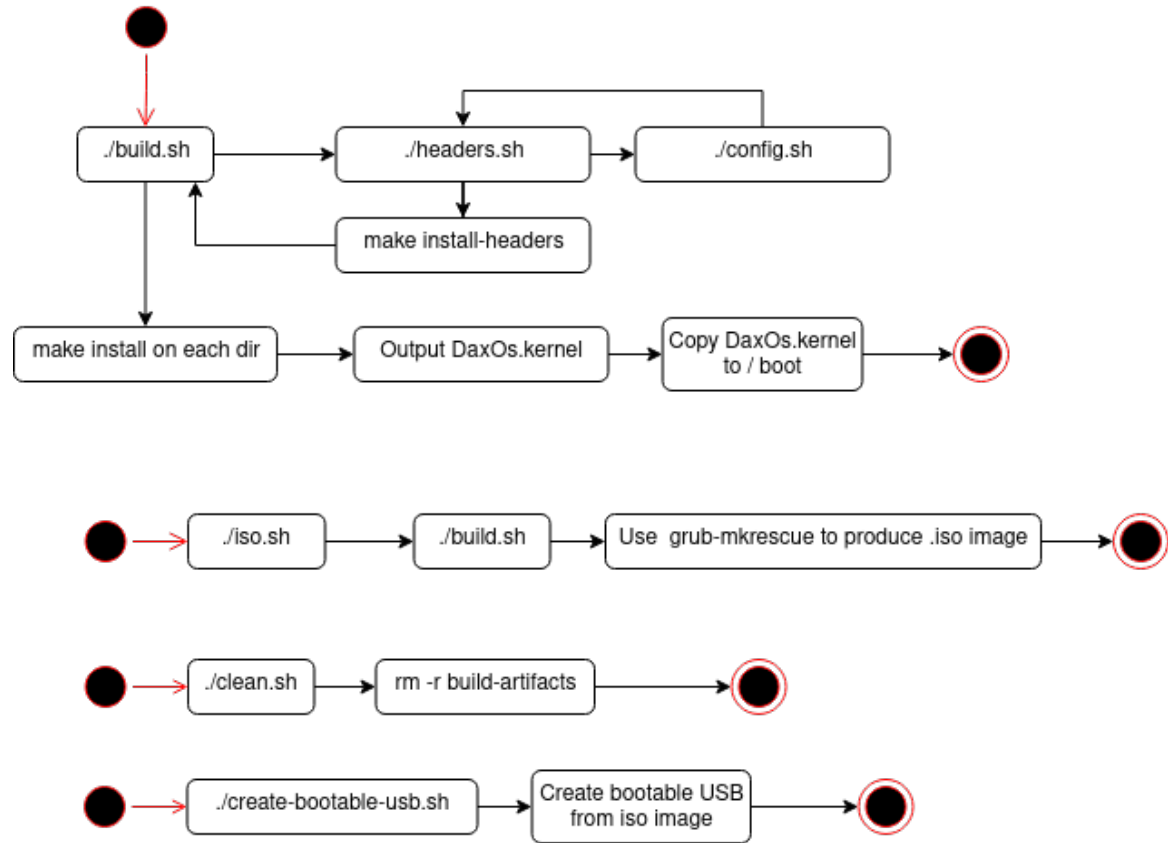 ./build.sh
./headers.sh
./config.sh
make install-headers
make install on each dir
Output DaxOs.kernel
Copy DaxOs.kernel
to / boot
./iso.sh
./build.sh
Use  grub-mkrescue to produce .iso image
./clean.sh
rm -r build-artifacts
./create-bootable-usb.sh
Create bootable USB
from iso image